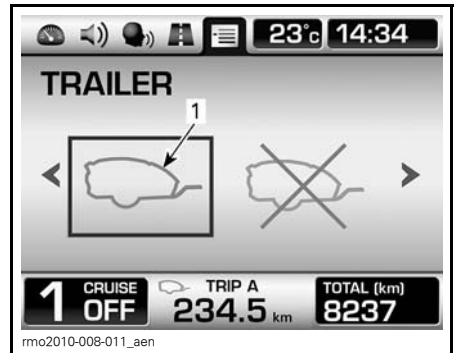 23°c 14:34
TRAILER
1
1 CRUISE OFF TRIP A 234.5 km TOTAL (km) 8237
rmo2010-008-011_aen